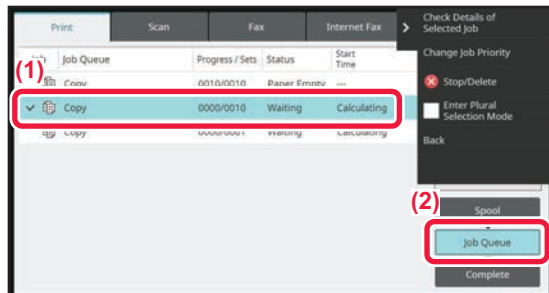 Print Scan Fax Internet Fax
Check Details of
Selected Job
Job Queue Progress / Sets Status Start
Time
Change Job Priority
(1)
Copy 0010/0010 Paper Empty ---
Stop/Delete
Copy 0000/0010 Waiting Calculating
Enter Plural
Selection Mode
Copy 0000/0001 Waiting Calculating
Back
(2)
Spool
Job Queue
Complete